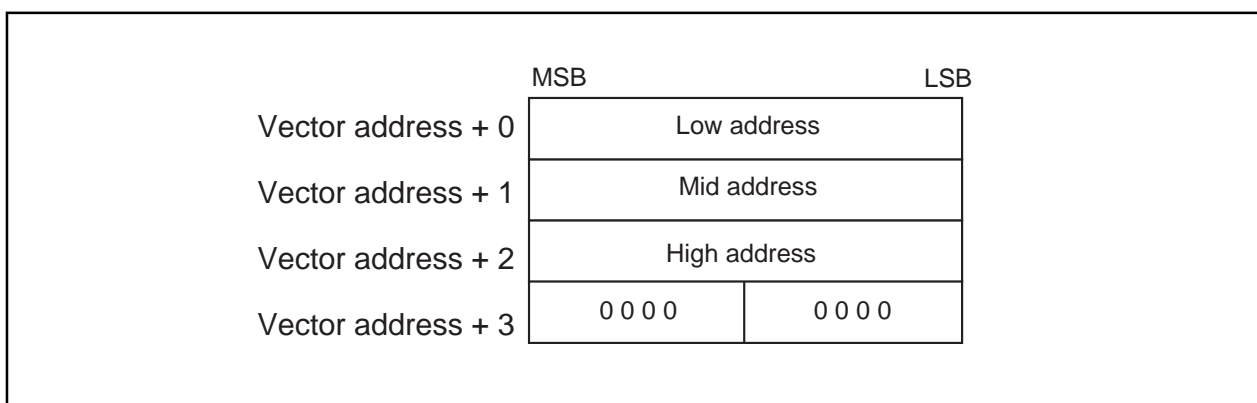 MSB LSB
Vector address + 0 Low address
Vector address + 1 Mid address
Vector address + 2 High address
Vector address + 3 0 0 0 0 0 0 0 0